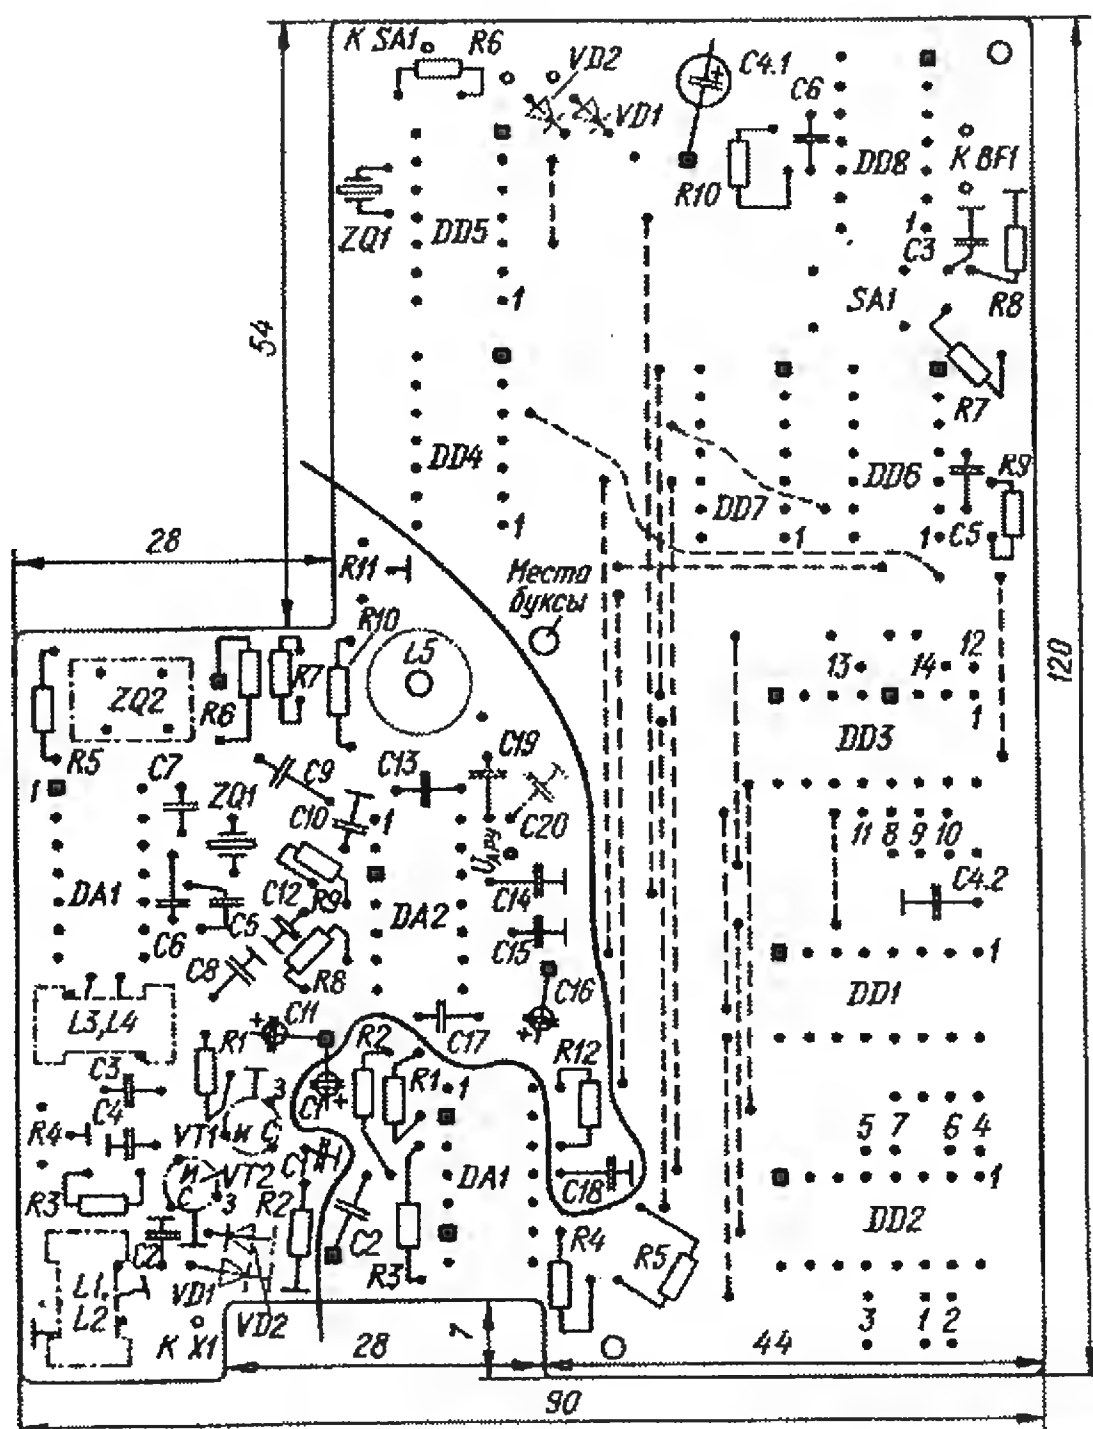 К SA1
R6
VD2
C4.1
C6
VD1
DD8
К BF1
R10
1
ZQ1
DD5
C3
1
SA1
R8
54
R7
DD4
DD6
R9
DD7
1
1
1
C5
28
R11
Места
буксы
R10
L5
120
12
13
14
ZQ2
R6
R7
1
DD3
R5
C7
C9
C13
C19
1
ZQ1
C10
1
C20
11 8 9 10
Uару
C12
R9
C14
C4.2
DA1
DA2
C6
C5
C15
1
C8
R8
C16
DD1
L3,L4
C11
+
C17
+
R1
R2
R12
C3
3
R1
C1
+
1
C4
R4
VT1
И С
5 7 6 4
И
VT2
C1
DA1
C18
1
С
3
R3
R2
DD2
C2
C2
R4
R5
R3
L1,
L2
VD1
VD2
К X1
7
3 1 2
28
44
90